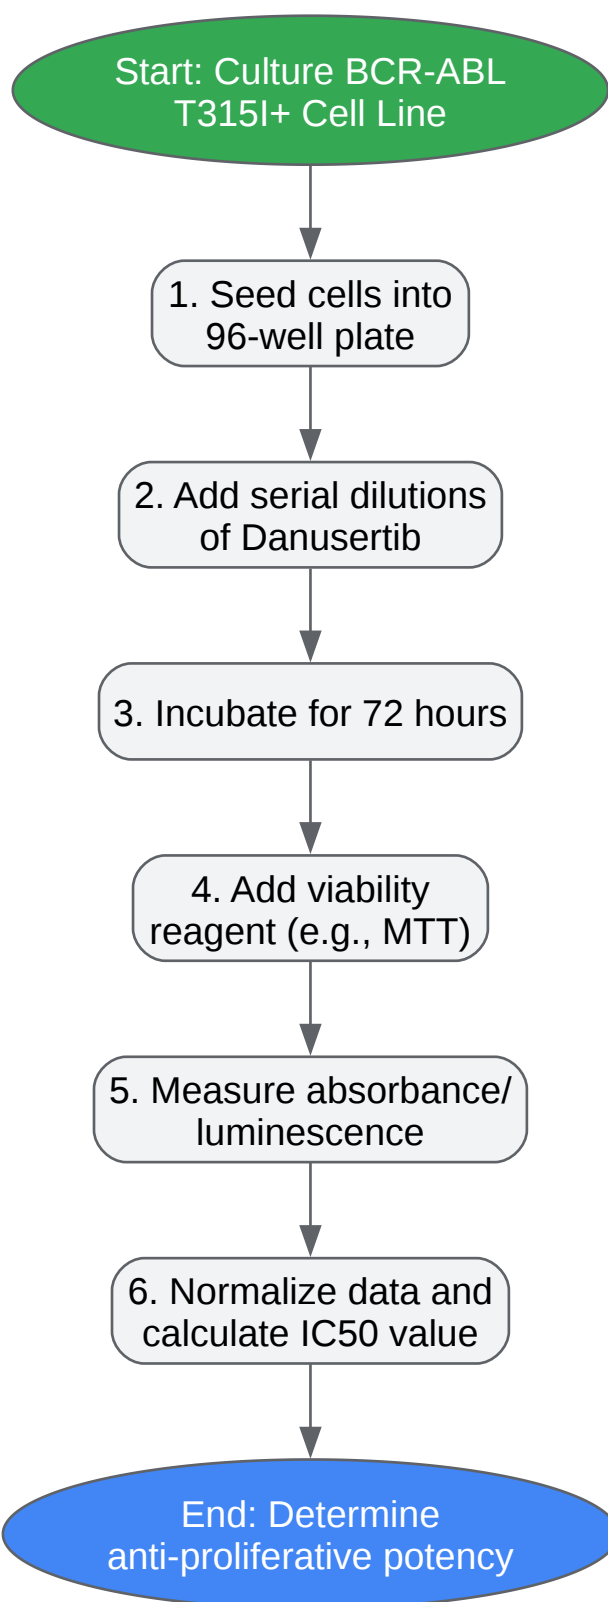 Start: Culture BCR-ABL
T315I+ Cell Line
1. Seed cells into
96-well plate
2. Add serial dilutions
of Danusertib
3. Incubate for 72 hours
4. Add viability
reagent (e.g., MTT)
5. Measure absorbance/
luminescence
6. Normalize data and
calculate IC50 value
End: Determine
anti-proliferative potency